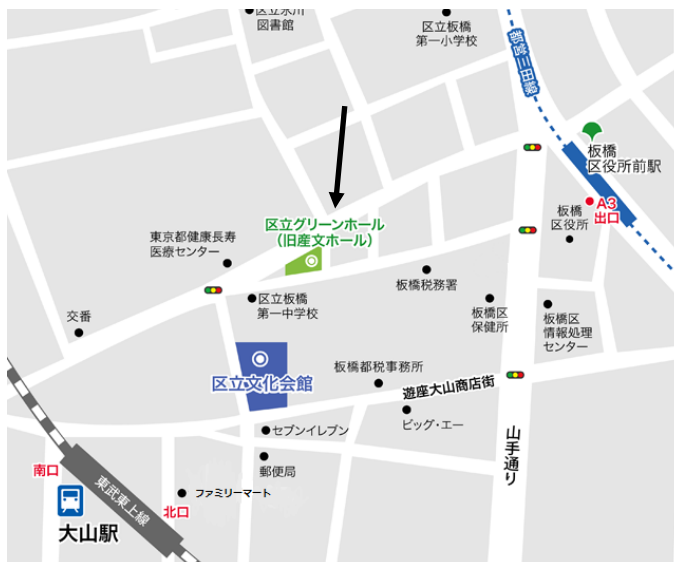 区立氷川
図書館
区立板橋
第一小学校
都営三田線
板橋
区役所前駅
A3
出口
板橋
区役所
区立グリーンホール
(旧産文ホール)
東京都健康長寿
医療センター
板橋税務署
区立板橋
第一中学校
板橋区
保健所
板橋区
情報処理
センター
交番
区立文化会館
板橋都税事務所
遊座大山商店街
ビッグ・エー
セブンイレブン
郵便局
山手通り
南口
東武東上線
ファミリーマート
北口
大山駅